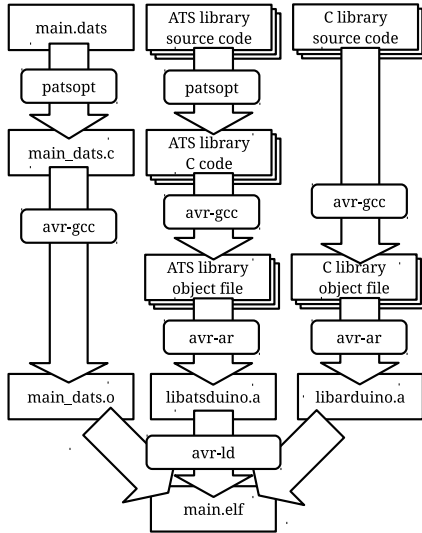 main.dats
ATS library
source code
C library
source code
patsopt
patsopt
main_dats.c
ATS library
C code
avr-gcc
avr-gcc
avr-gcc
ATS library
object file
C library
object file
avr-ar
avr-ar
main_dats.o
libatsduino.a
libarduino.a
avr-ld
main.elf